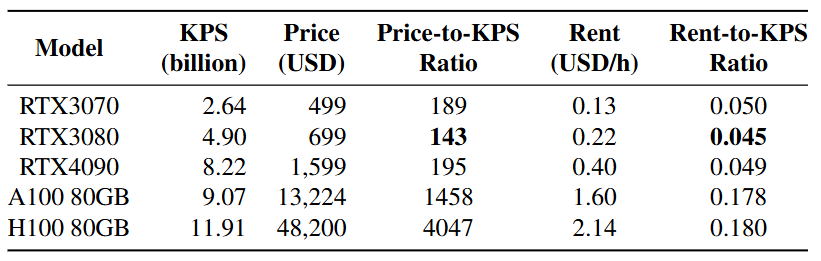 Model KPS (billion) Price (USD) Price-to-KPS Ratio Rent (USD/h) Rent-to-KPS Ratio
RTX3070 2.64 499 189 0.13 0.050
RTX3080 4.90 699 143 0.22 0.045
RTX4090 8.22 1,599 195 0.40 0.049
A100 80GB 9.07 13,224 1458 1.60 0.178
H100 80GB 11.91 48,200 4047 2.14 0.180